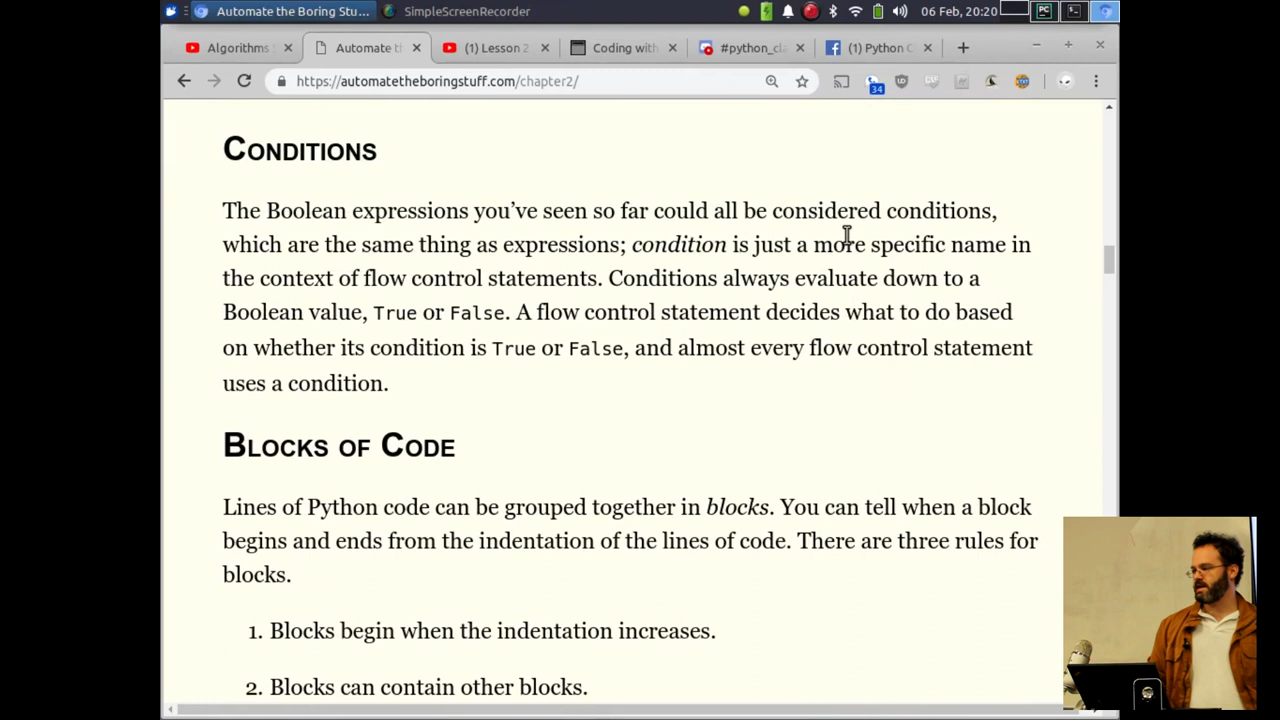 Automate the Boring Stu...
SimpleScreenRecorder
06 Feb, 20:20
Algorithms
Automate t
(1) Lesson 2
Coding with
#python_cl
(1) Python C
https://automatetheboringstuff.com/chapter2/
34
CONDITIONS
The Boolean expressions you’ve seen so far could all be considered conditions,
which are the same thing as expressions; condition is just a more specific name in
the context of flow control statements. Conditions always evaluate down to a
Boolean value, True or False. A flow control statement decides what to do based
on whether its condition is True or False, and almost every flow control statement
uses a condition.
BLOCKS OF CODE
Lines of Python code can be grouped together in blocks. You can tell when a block
begins and ends from the indentation of the lines of code. There are three rules for
blocks.
1. Blocks begin when the indentation increases.
2. Blocks can contain other blocks.